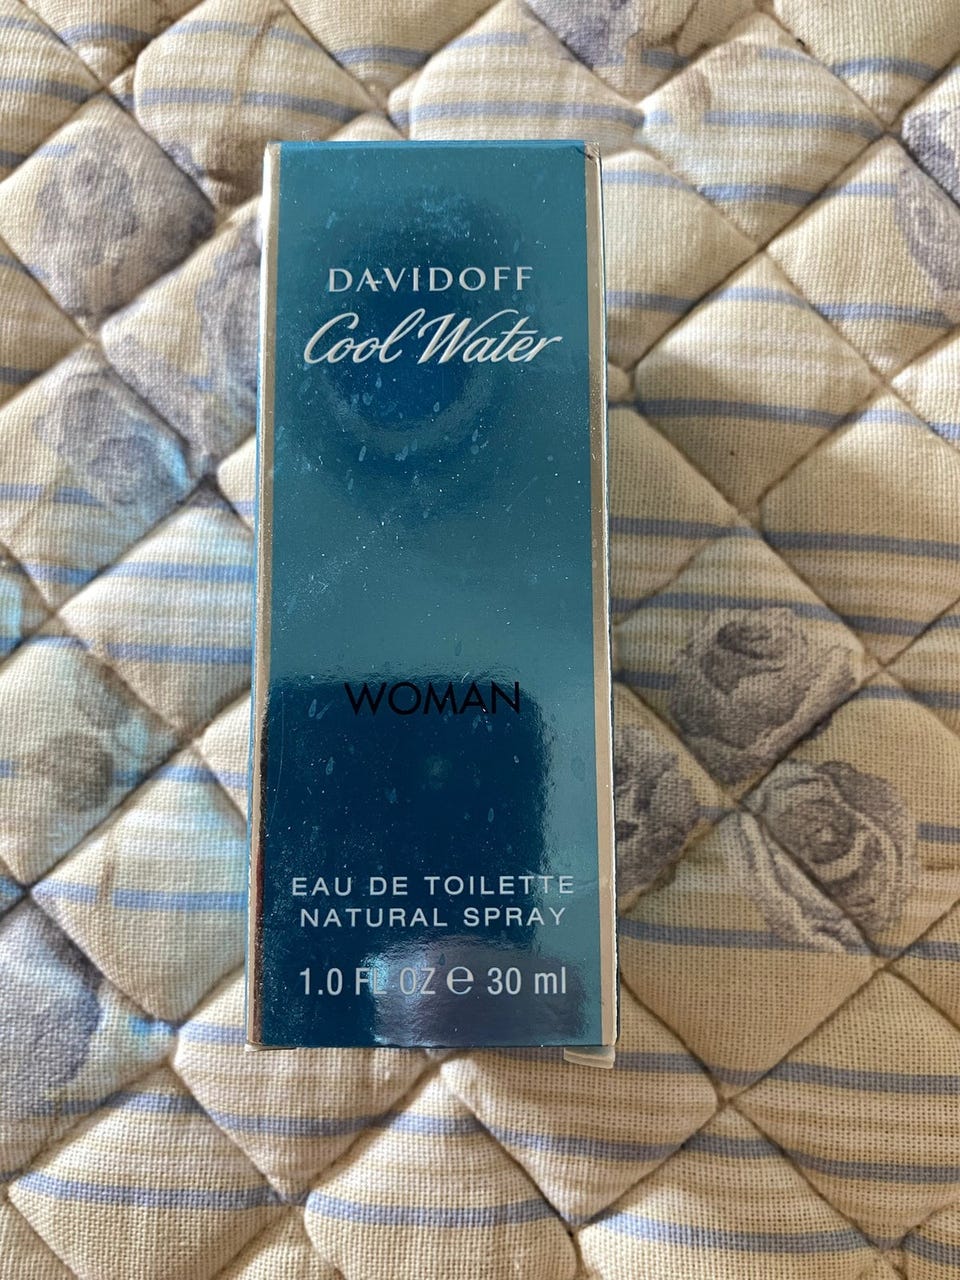 DAVIDOFF
Cool Water
WOMAN
EAU DE TOILETTE
NATURAL SPRAY
1.0 FL OZ ℮ 30 ml